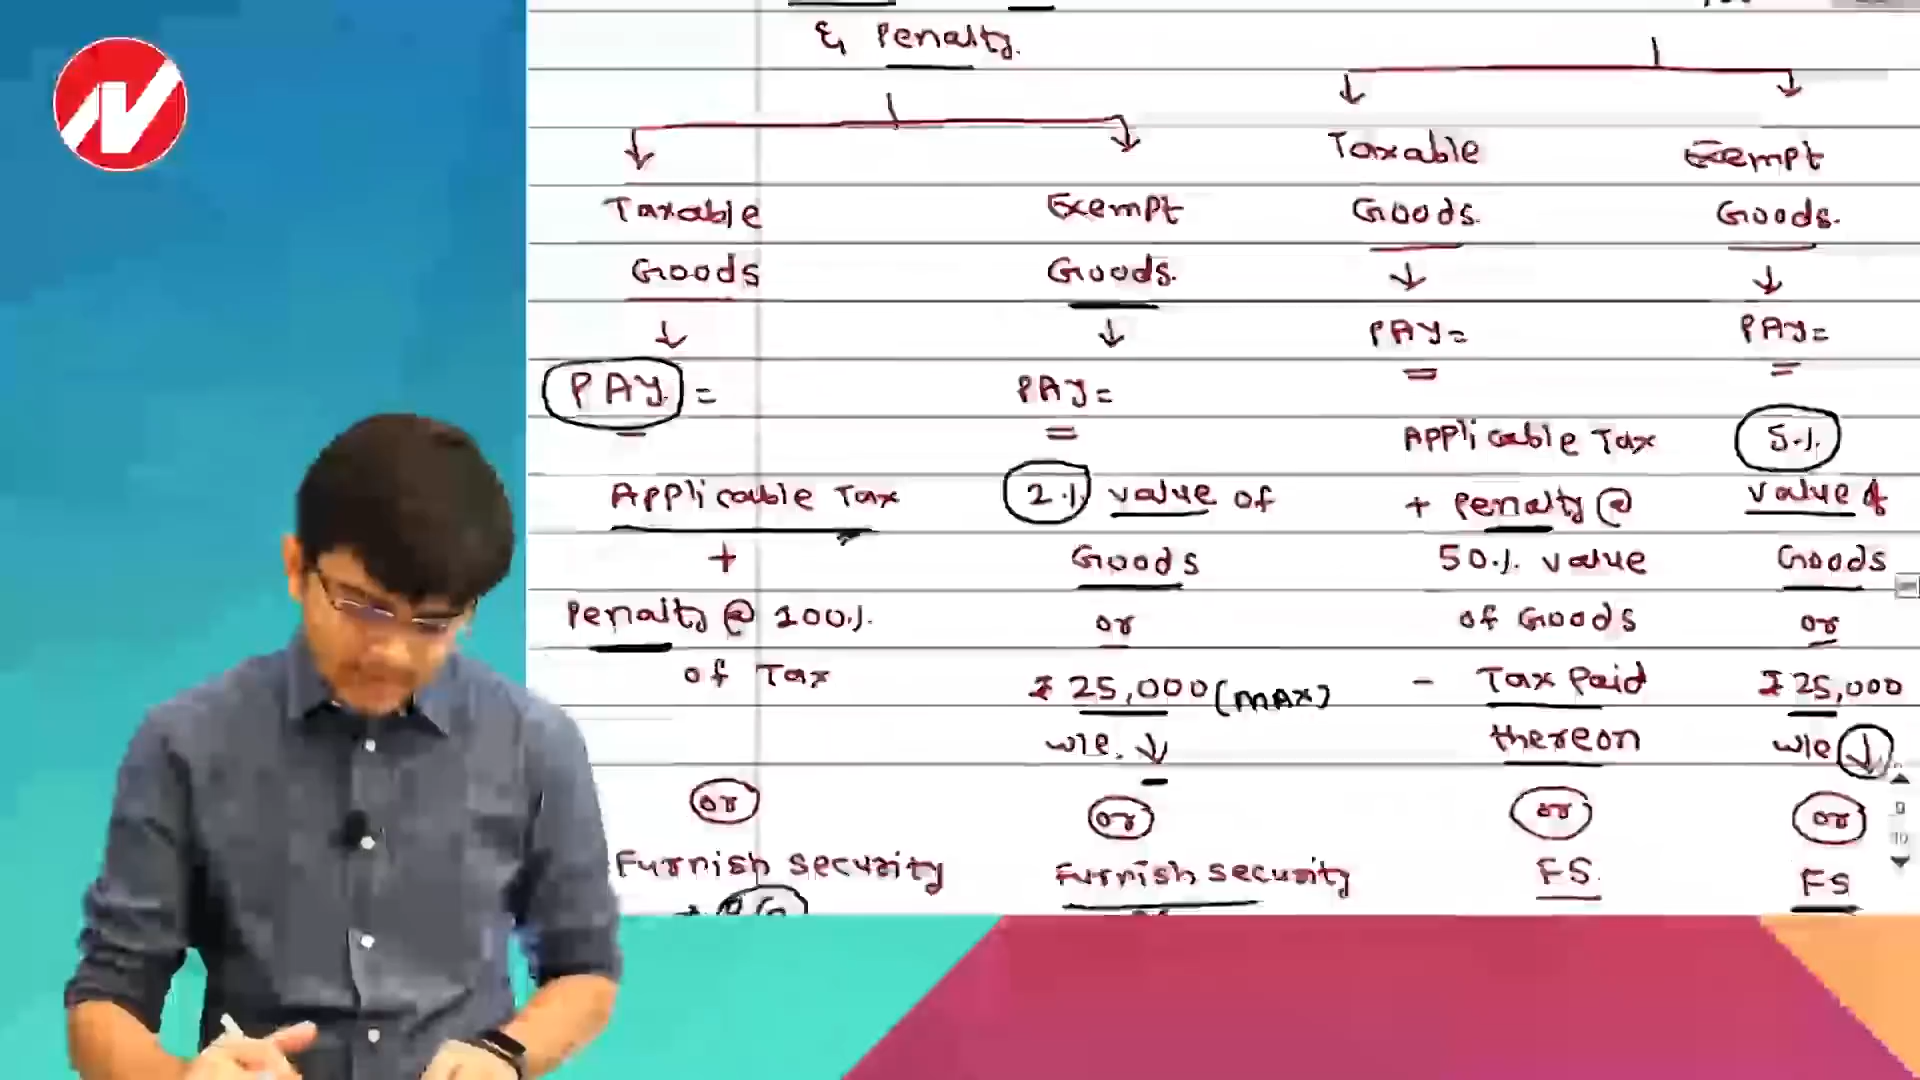 & Penalty.
Taxable
Goods
PAY =
Applicable Tax
+
Penalty @ 100%
of Tax
or
Furnish security
Exempt
Goods.
PAY =
2% value of
Goods
or
₹ 25,000 (MAX)
w/e. ↓
or
Furnish security
Taxable
Goods.
PAY =
Applicable Tax
+ Penalty @
50% value
of Goods
- Tax Paid
thereon
or
FS.
Exempt
Goods.
PAY =
5%
value of
Goods
or
₹ 25,000
w/e ↓
or
FS